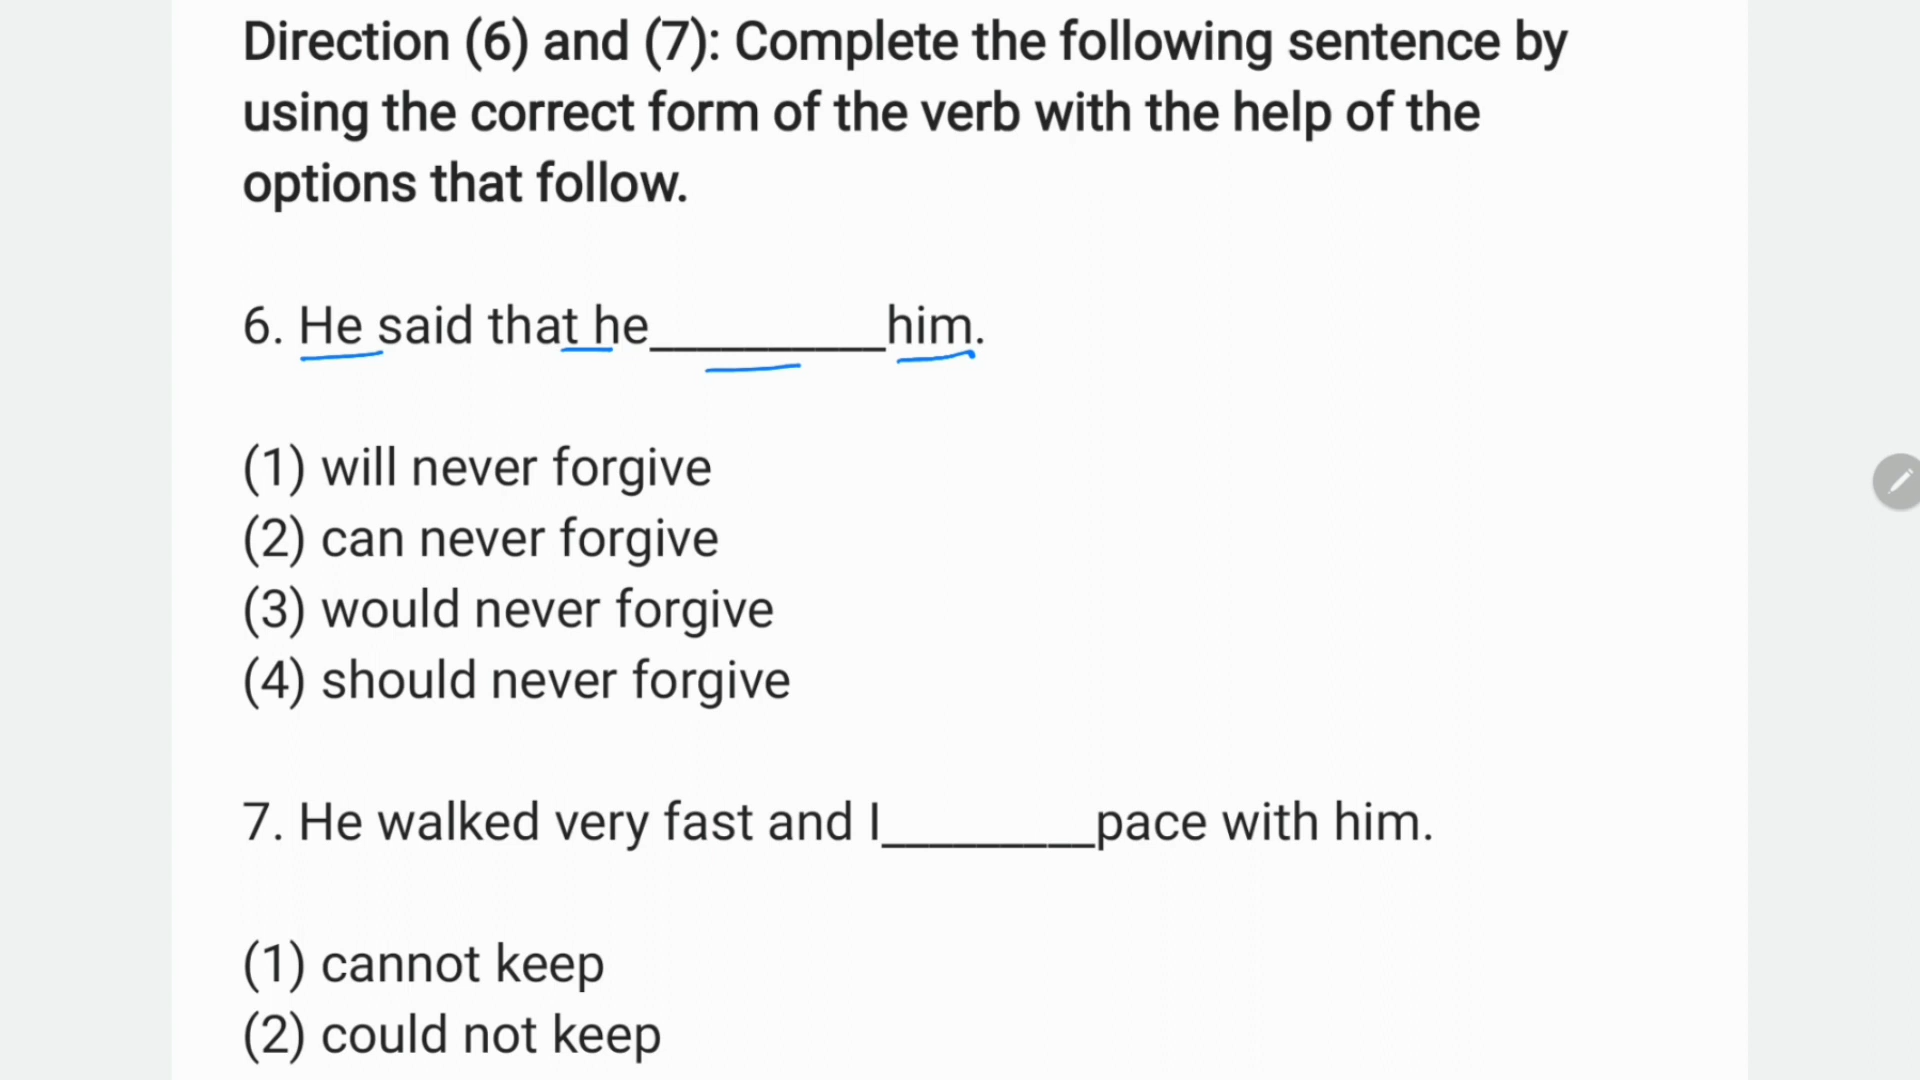 Direction (6) and (7): Complete the following sentence by
using the correct form of the verb with the help of the
options that follow.
6. He said that he__________him.
(1) will never forgive
(2) can never forgive
(3) would never forgive
(4) should never forgive
7. He walked very fast and I_________pace with him.
(1) cannot keep
(2) could not keep